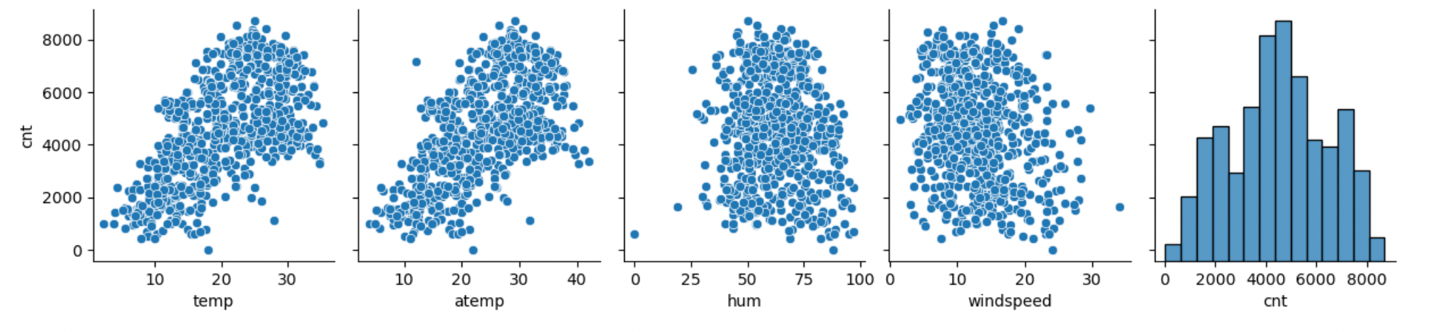 8000
6000
4000
2000
0
cnt
10 20 30
temp
10 20 30 40
atemp
0 25 50 75 100
hum
0 10 20 30
windspeed
0 2000 4000 6000 8000
cnt